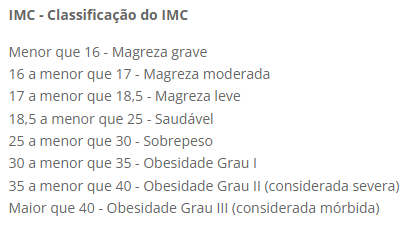 IMC - Classificação do IMC
Menor que 16 - Magreza grave
16 a menor que 17 - Magreza moderada
17 a menor que 18,5 - Magreza leve
18,5 a menor que 25 - Saudável
25 a menor que 30 - Sobrepeso
30 a menor que 35 - Obesidade Grau I
35 a menor que 40 - Obesidade Grau II (considerada severa)
Maior que 40 - Obesidade Grau III (considerada mórbida)